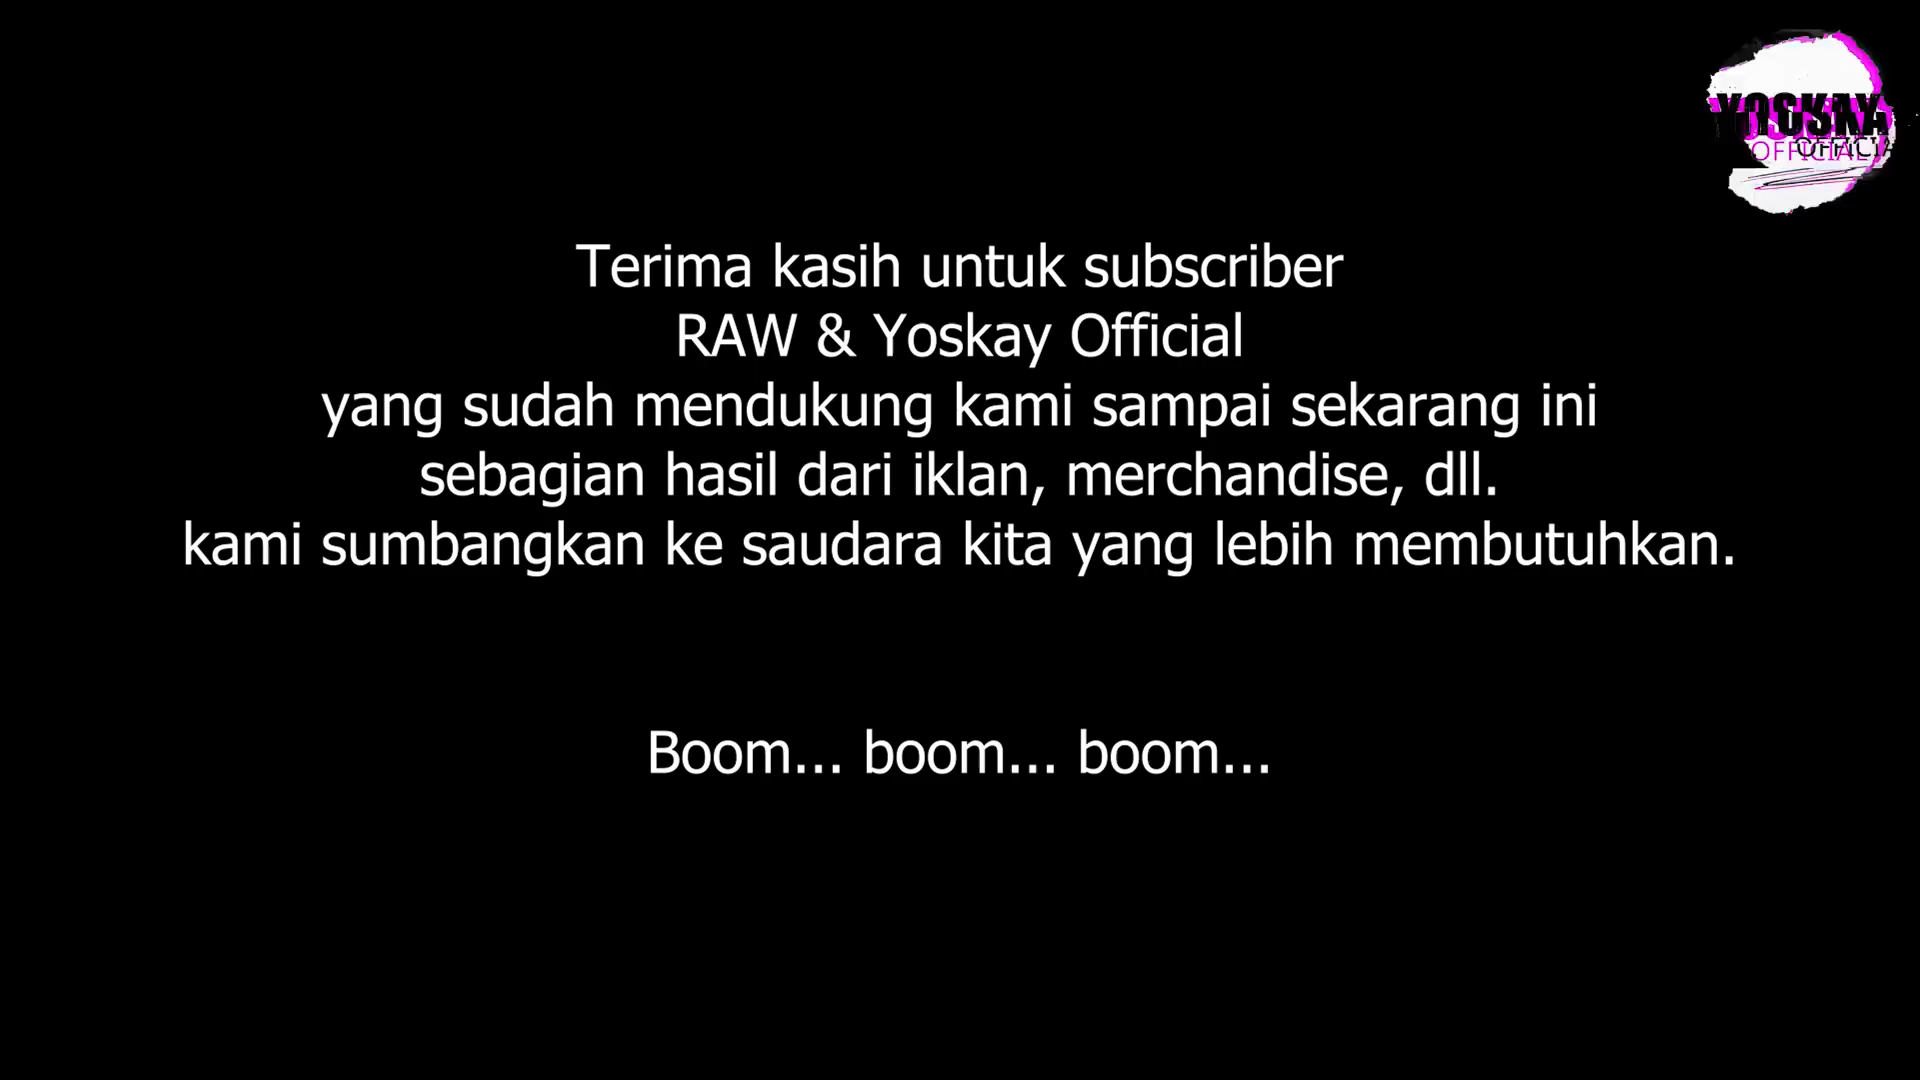 YOSKAY
OFFICIAL
Terima kasih untuk subscriber
RAW & Yoskay Official
yang sudah mendukung kami sampai sekarang ini
sebagian hasil dari iklan, merchandise, dll.
kami sumbangkan ke saudara kita yang lebih membutuhkan.
Boom... boom... boom...